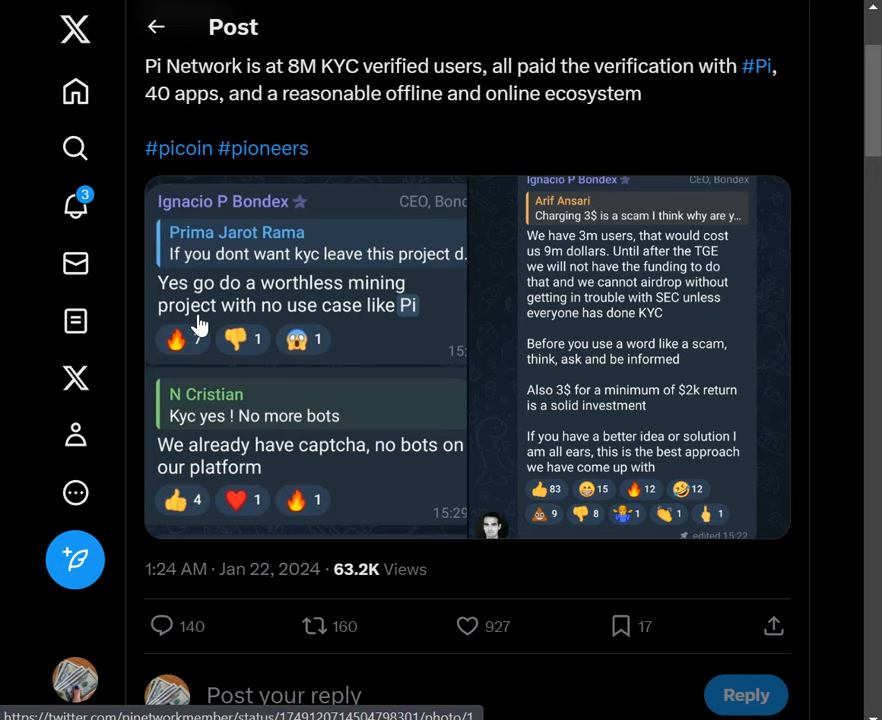 Post
Pi Network is at 8M KYC verified users, all paid the verification with #Pi,
40 apps, and a reasonable offline and online ecosystem
#picoin #pioneers
3
Ignacio P Bondex
CEO, Bond
Prima Jarot Rama
If you dont want kyc leave this project d.
Yes go do a worthless mining
project with no use case like Pi
7 1 1
15:
N Cristian
Kyc yes ! No more bots
We already have captcha, no bots on
our platform
4 1 1
15:29
Ignacio P Bondex
CEO, Bondex
Arif Ansari
Charging 3$ is a scam I think why are y...
We have 3m users, that would cost
us 9m dollars. Until after the TGE
we will not have the funding to do
that and we cannot airdrop without
getting in trouble with SEC unless
everyone has done KYC
Before you use a word like a scam,
think, ask and be informed
Also 3$ for a minimum of $2k return
is a solid investment
If you have a better idea or solution I
am all ears, this is the best approach
we have come up with
83 15 12 12
9 8 1 1 1
edited 15:22
1:24 AM · Jan 22, 2024 · 63.2K Views
140 160 927 17
Post your reply
Reply
https://twitter.com/pinetworkmember/status/1749120714504798301/photo/1